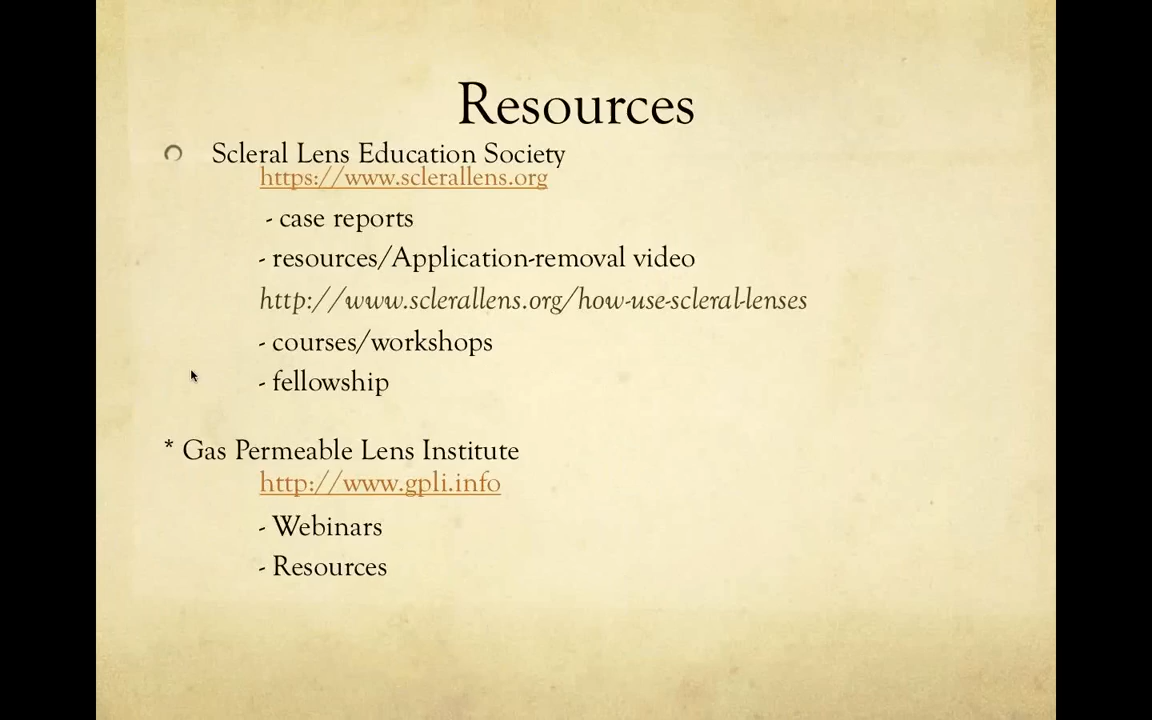 Resources
Scleral Lens Education Society
https://www.sclerallens.org
- case reports
- resources/Application-removal video
http://www.sclerallens.org/how-use-scleral-lenses
- courses/workshops
- fellowship
* Gas Permeable Lens Institute
http://www.gpli.info
- Webinars
- Resources